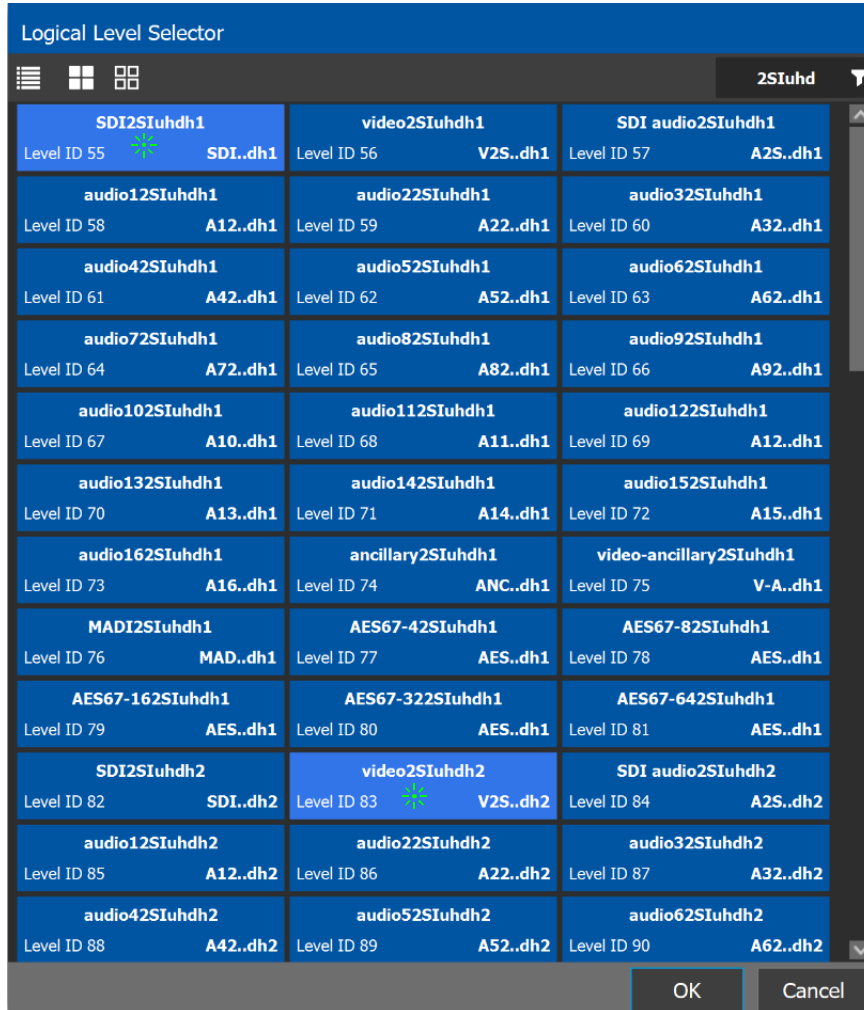 Logical Level Selector
2SIuhd
SDI2SIuhdh1 video2SIuhdh1 SDI audio2SIuhdh1
Level ID 55 SDI..dh1 Level ID 56 V2S..dh1 Level ID 57 A2S..dh1
audio12SIuhdh1 audio22SIuhdh1 audio32SIuhdh1
Level ID 58 A12..dh1 Level ID 59 A22..dh1 Level ID 60 A32..dh1
audio42SIuhdh1 audio52SIuhdh1 audio62SIuhdh1
Level ID 61 A42..dh1 Level ID 62 A52..dh1 Level ID 63 A62..dh1
audio72SIuhdh1 audio82SIuhdh1 audio92SIuhdh1
Level ID 64 A72..dh1 Level ID 65 A82..dh1 Level ID 66 A92..dh1
audio102SIuhdh1 audio112SIuhdh1 audio122SIuhdh1
Level ID 67 A10..dh1 Level ID 68 A11..dh1 Level ID 69 A12..dh1
audio132SIuhdh1 audio142SIuhdh1 audio152SIuhdh1
Level ID 70 A13..dh1 Level ID 71 A14..dh1 Level ID 72 A15..dh1
audio162SIuhdh1 ancillary2SIuhdh1 video-ancillary2SIuhdh1
Level ID 73 A16..dh1 Level ID 74 ANC..dh1 Level ID 75 V-A..dh1
MADI2SIuhdh1 AES67-42SIuhdh1 AES67-82SIuhdh1
Level ID 76 MAD..dh1 Level ID 77 AES..dh1 Level ID 78 AES..dh1
AES67-162SIuhdh1 AES67-322SIuhdh1 AES67-642SIuhdh1
Level ID 79 AES..dh1 Level ID 80 AES..dh1 Level ID 81 AES..dh1
SDI2SIuhdh2 video2SIuhdh2 SDI audio2SIuhdh2
Level ID 82 SDI..dh2 Level ID 83 V2S..dh2 Level ID 84 A2S..dh2
audio12SIuhdh2 audio22SIuhdh2 audio32SIuhdh2
Level ID 85 A12..dh2 Level ID 86 A22..dh2 Level ID 87 A32..dh2
audio42SIuhdh2 audio52SIuhdh2 audio62SIuhdh2
Level ID 88 A42..dh2 Level ID 89 A52..dh2 Level ID 90 A62..dh2
OK Cancel